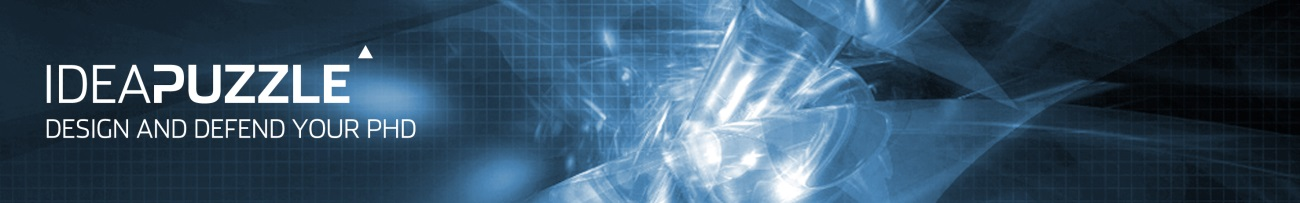 IDEAPUZZLE
DESIGN AND DEFEND YOUR PHD